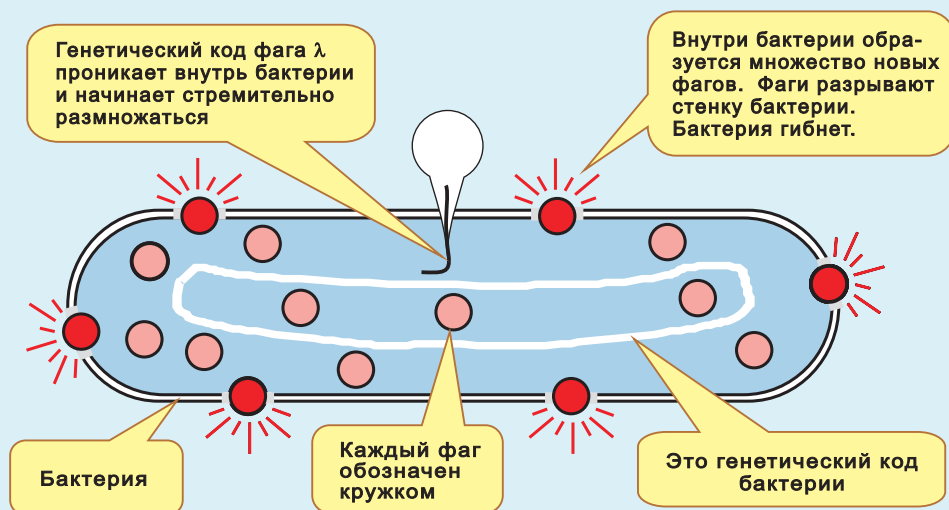 Генетический код фага λ
проникает внутрь бактерии
и начинает стремительно
размножаться
Внутри бактерии обра-
зуется множество новых
фагов. Фаги разрывают
стенку бактерии.
Бактерия гибнет.
Бактерия
Каждый фаг
обозначен
кружком
Это генетический код
бактерии